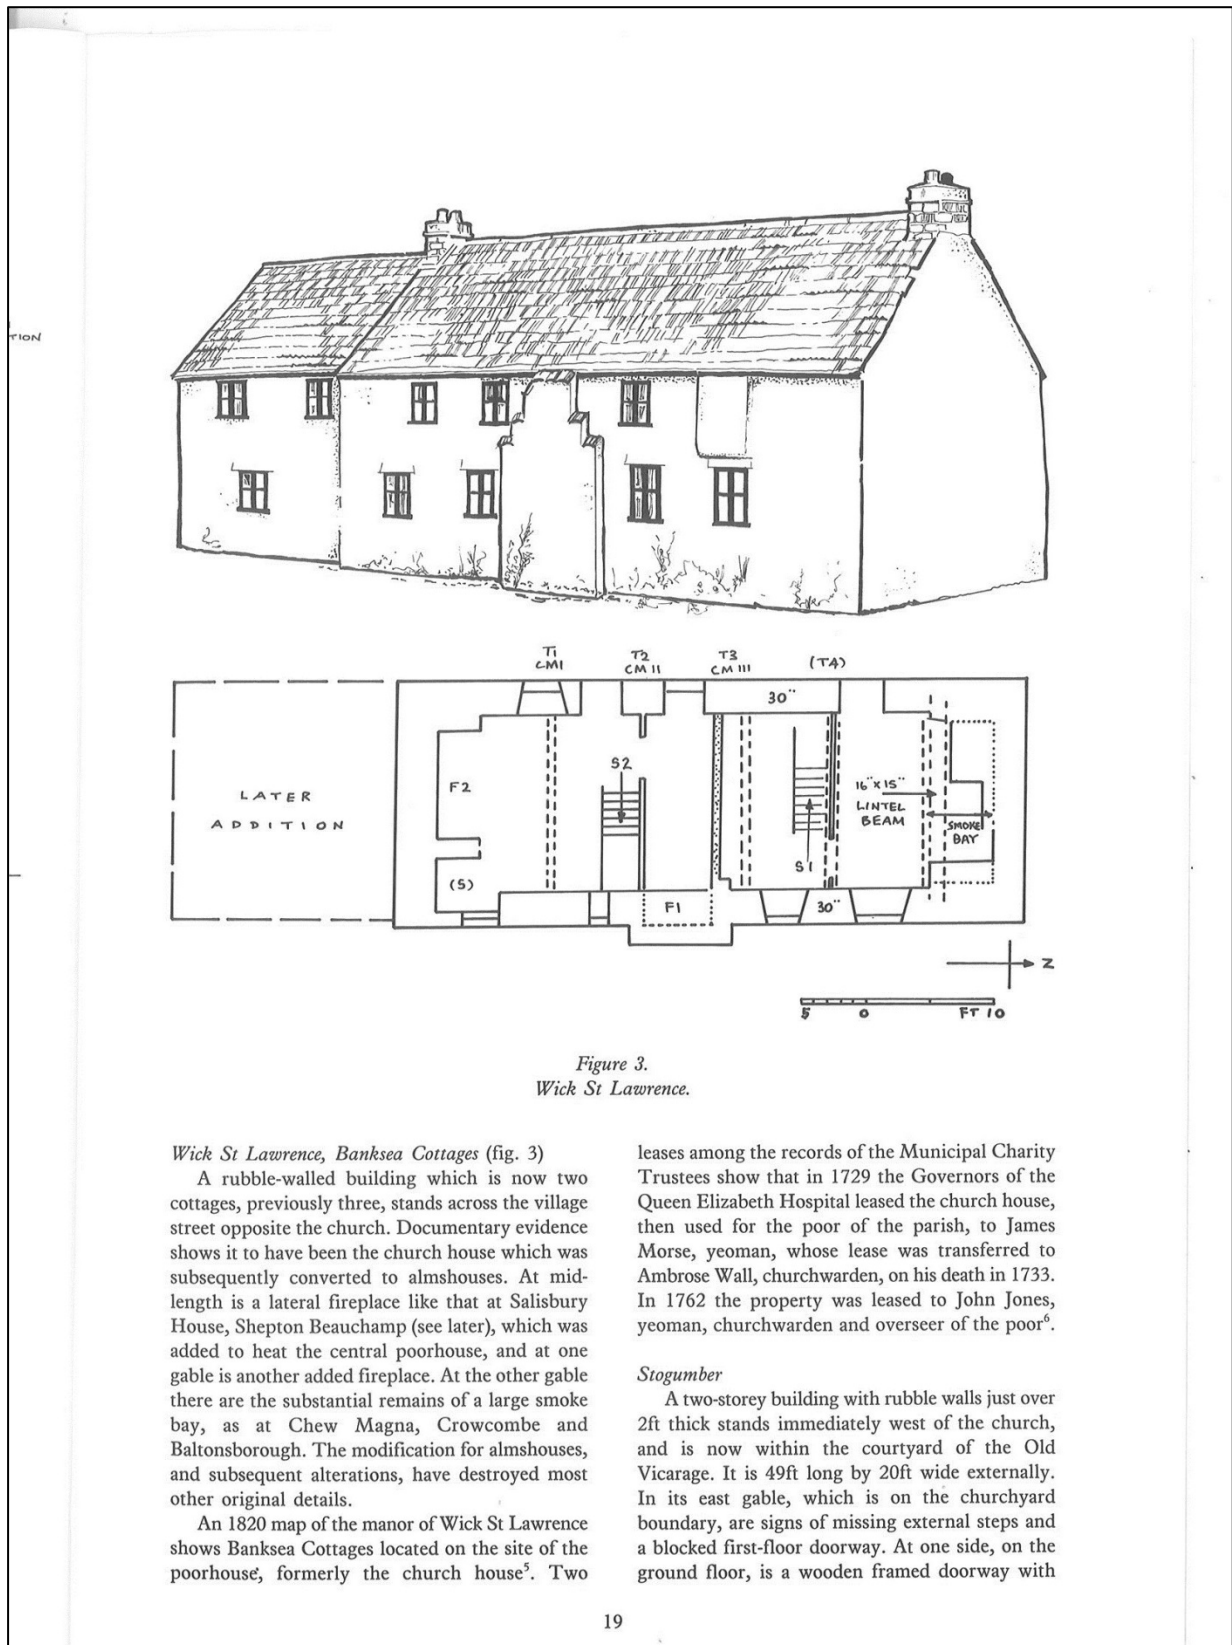 TION
T1
CM I
T2
CM II
T3
CM III
(T4)
30"
S2
F2
LATER
ADDITION
16"x15"
LINTEL
BEAM
SMOKE
BAY
S1
(S)
F1
30"
Z
5 0 FT 10
Figure 3.
Wick St Lawrence.
Wick St Lawrence, Banksea Cottages (fig. 3)
A rubble-walled building which is now two
cottages, previously three, stands across the village
street opposite the church. Documentary evidence
shows it to have been the church house which was
subsequently converted to almshouses. At mid-
length is a lateral fireplace like that at Salisbury
House, Shepton Beauchamp (see later), which was
added to heat the central poorhouse, and at one
gable is another added fireplace. At the other gable
there are the substantial remains of a large smoke
bay, as at Chew Magna, Crowcombe and
Baltonsborough. The modification for almshouses,
and subsequent alterations, have destroyed most
other original details.
An 1820 map of the manor of Wick St Lawrence
shows Banksea Cottages located on the site of the
poorhouse, formerly the church house⁵. Two
leases among the records of the Municipal Charity
Trustees show that in 1729 the Governors of the
Queen Elizabeth Hospital leased the church house,
then used for the poor of the parish, to James
Morse, yeoman, whose lease was transferred to
Ambrose Wall, churchwarden, on his death in 1733.
In 1762 the property was leased to John Jones,
yeoman, churchwarden and overseer of the poor⁶.
Stogumber
A two-storey building with rubble walls just over
2ft thick stands immediately west of the church,
and is now within the courtyard of the Old
Vicarage. It is 49ft long by 20ft wide externally.
In its east gable, which is on the churchyard
boundary, are signs of missing external steps and
a blocked first-floor doorway. At one side, on the
ground floor, is a wooden framed doorway with
19